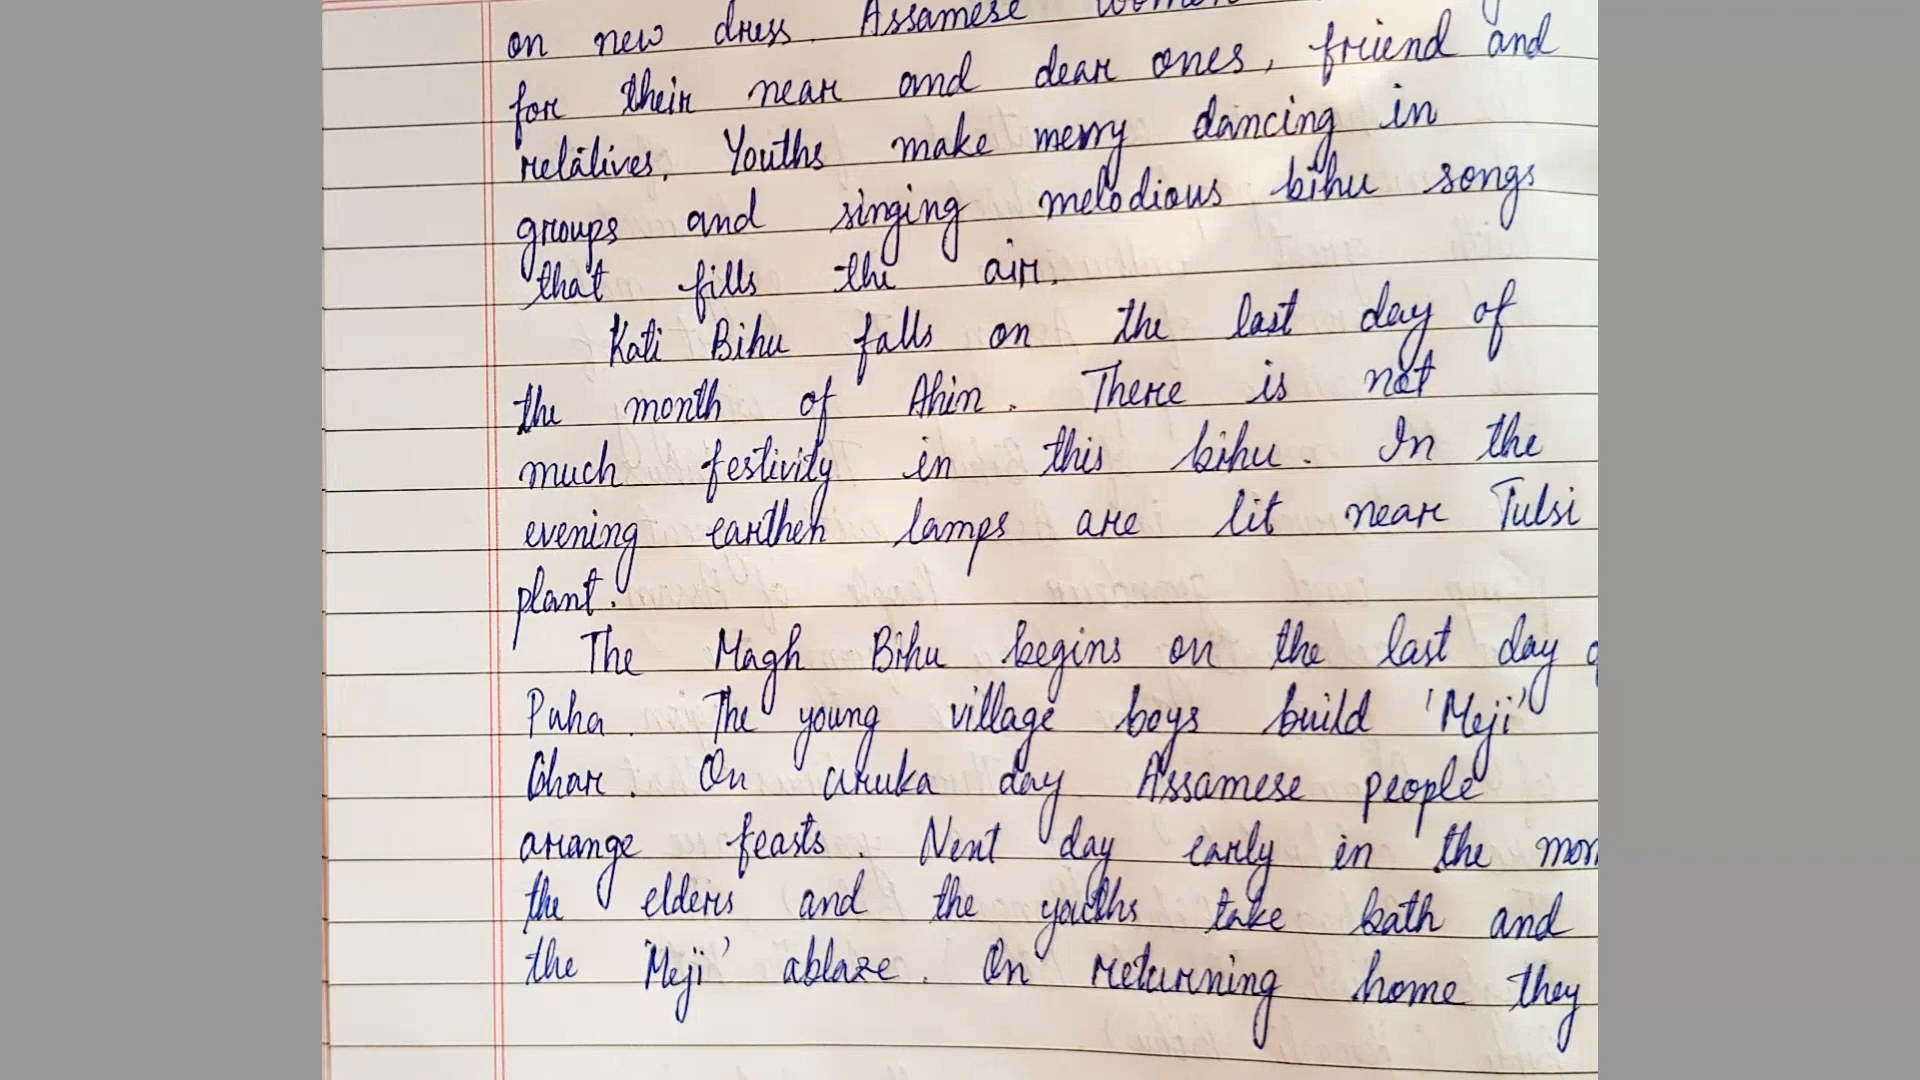 on new dress. Assamese women
for their near and dear ones, friend and
relatives. Youths make merry dancing in
groups and singing melodious bihu songs
that fills the air.
Kati Bihu falls on the last day of
the month of Ahin. There is not
much festivity in this bihu. In the
evening earthen lamps are lit near Tulsi
plant.
The Magh Bihu begins on the last day
Puha. The young village boys build 'Meji'
Ghar. On uruka day Assamese people
arange feasts. Next day early in the mor
the elders and the youths take bath and
the 'Meji' ablaze. On returning home they